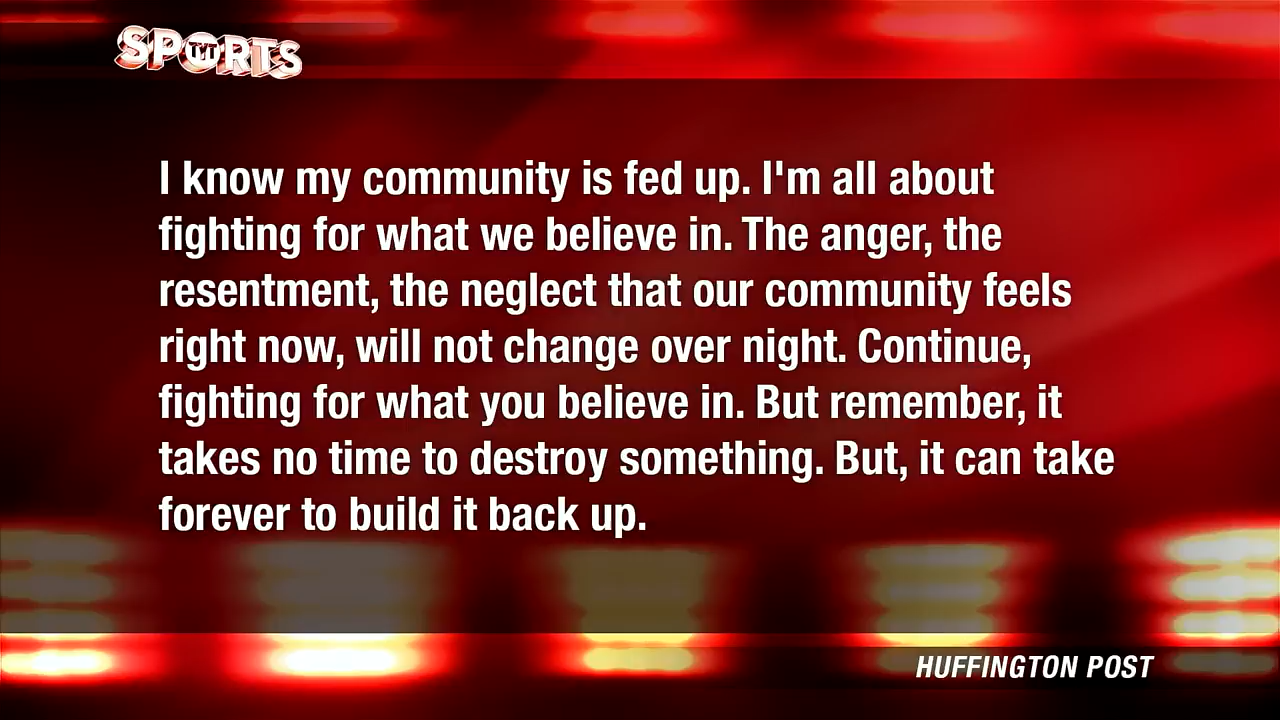 SPORTS
TYT
I know my community is fed up. I'm all about
fighting for what we believe in. The anger, the
resentment, the neglect that our community feels
right now, will not change over night. Continue,
fighting for what you believe in. But remember, it
takes no time to destroy something. But, it can take
forever to build it back up.
HUFFINGTON POST